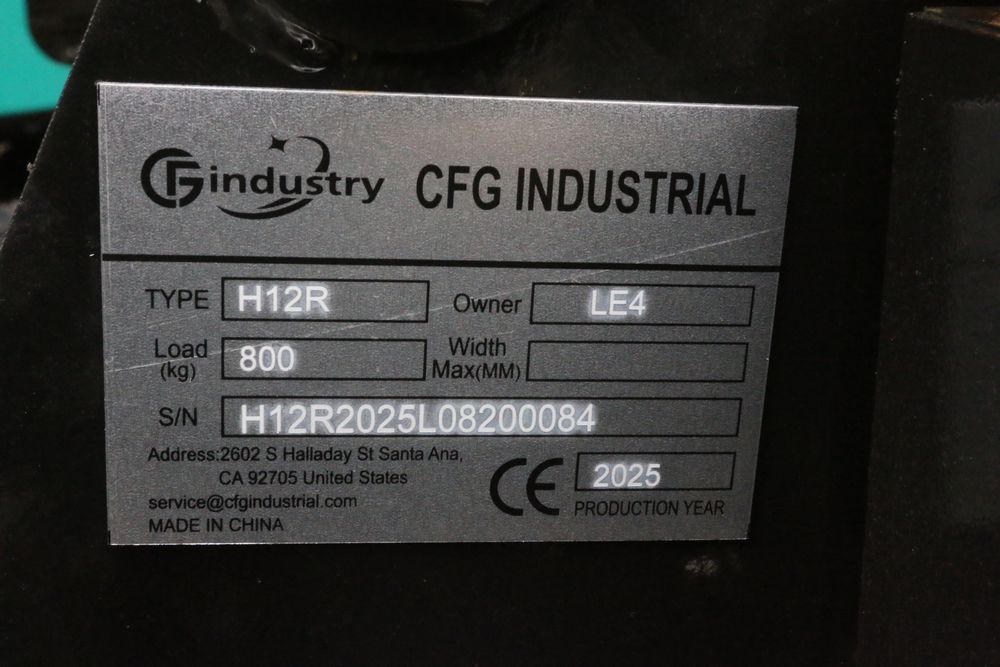 GFindustry CFG INDUSTRIAL
TYPE H12R Owner LE4
Load (kg) 800 Width Max(MM)
S/N H12R2025L08200084
Address:2602 S Halladay St Santa Ana,
CA 92705 United States
service@cfgindustrial.com
MADE IN CHINA
CE 2025
PRODUCTION YEAR